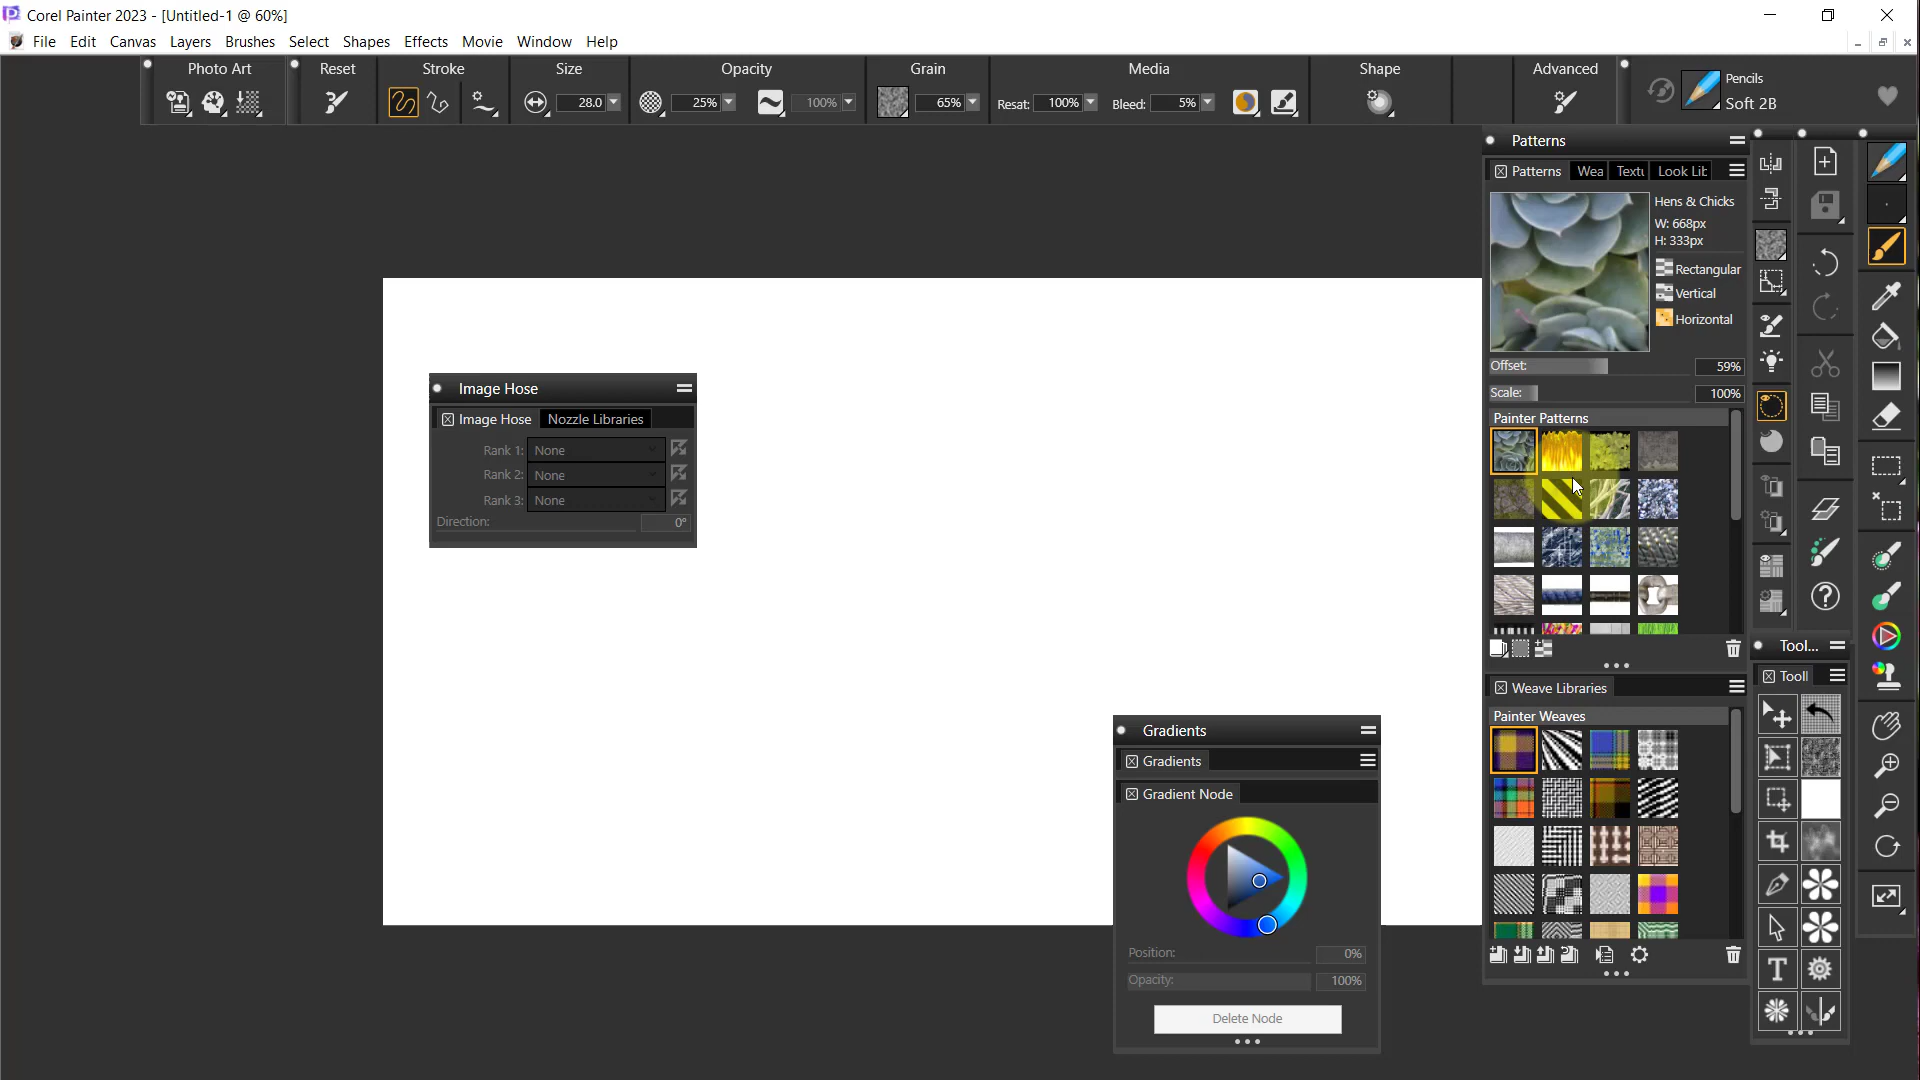 Corel Painter 2023 - [Untitled-1 @ 60%]
File Edit Canvas Layers Brushes Select Shapes Effects Movie Window Help
Photo Art Reset Stroke Size Opacity Grain Media Shape Advanced
28.0 25% 100% 65% Resat: 100% Bleed: 5%
Pencils
Soft 2B
Patterns
Patterns Wea Textu Look Lib
Hens & Chicks
W: 668px
H: 333px
Rectangular
Vertical
Horizontal
Offset: 59%
Scale: 100%
Painter Patterns
Image Hose
Image Hose Nozzle Libraries
Rank 1: None
Rank 2: None
Rank 3: None
Direction: 0°
Tool...
Tooll
Weave Libraries
Painter Weaves
Gradients
Gradients
Gradient Node
Position: 0%
Opacity: 100%
Delete Node
T